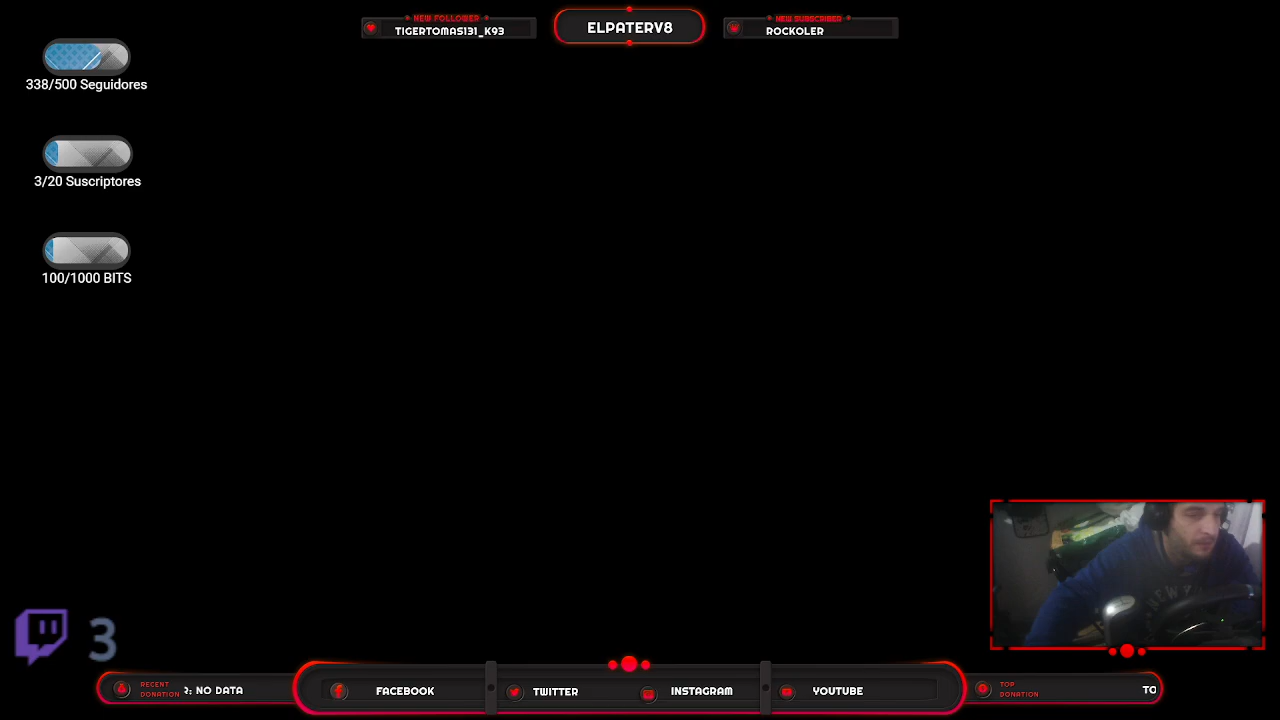 NEW FOLLOWER
TIGERTOMAS131_K93
ELPATERV8
NEW SUBSCRIBER
ROCKOLER
338/500 Seguidores
3/20 Suscriptores
100/1000 BITS
3
RECENT
DONATION
: NO DATA
FACEBOOK
TWITTER
INSTAGRAM
YOUTUBE
TOP
DONATION
TO